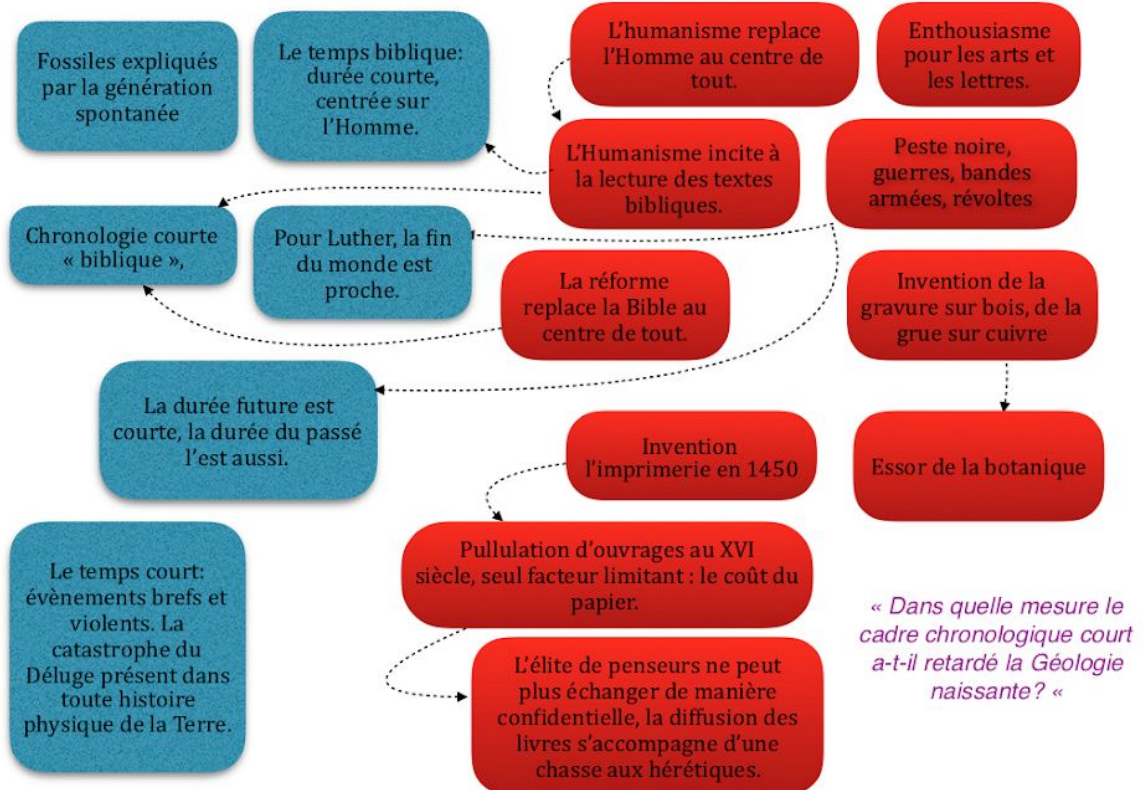 Fossiles expliqués
par la génération
spontanée
Le temps biblique:
durée courte,
centrée sur
l'Homme.
L'humanisme replace
l'Homme au centre de
tout.
Enthousiasme
pour les arts et
les lettres.
L'Humanisme incite à
la lecture des textes
bibliques.
Peste noire,
guerres, bandes
armées, révoltes
Chronologie courte
« biblique »,
Pour Luther, la fin
du monde est
proche.
La réforme
replace la Bible au
centre de tout.
Invention de la
gravure sur bois, de la
grue sur cuivre
La durée future est
courte, la durée du passé
l'est aussi.
Invention
l'imprimerie en 1450
Essor de la botanique
Le temps court:
évènements brefs et
violents. La
catastrophe du
Déluge présent dans
toute histoire
physique de la Terre.
Pullulation d'ouvrages au XVI
siècle, seul facteur limitant : le coût du
papier.
L'élite de penseurs ne peut
plus échanger de manière
confidentielle, la diffusion des
livres s'accompagne d'une
chasse aux hérétiques.
« Dans quelle mesure le
cadre chronologique court
a-t-il retardé la Géologie
naissante? «